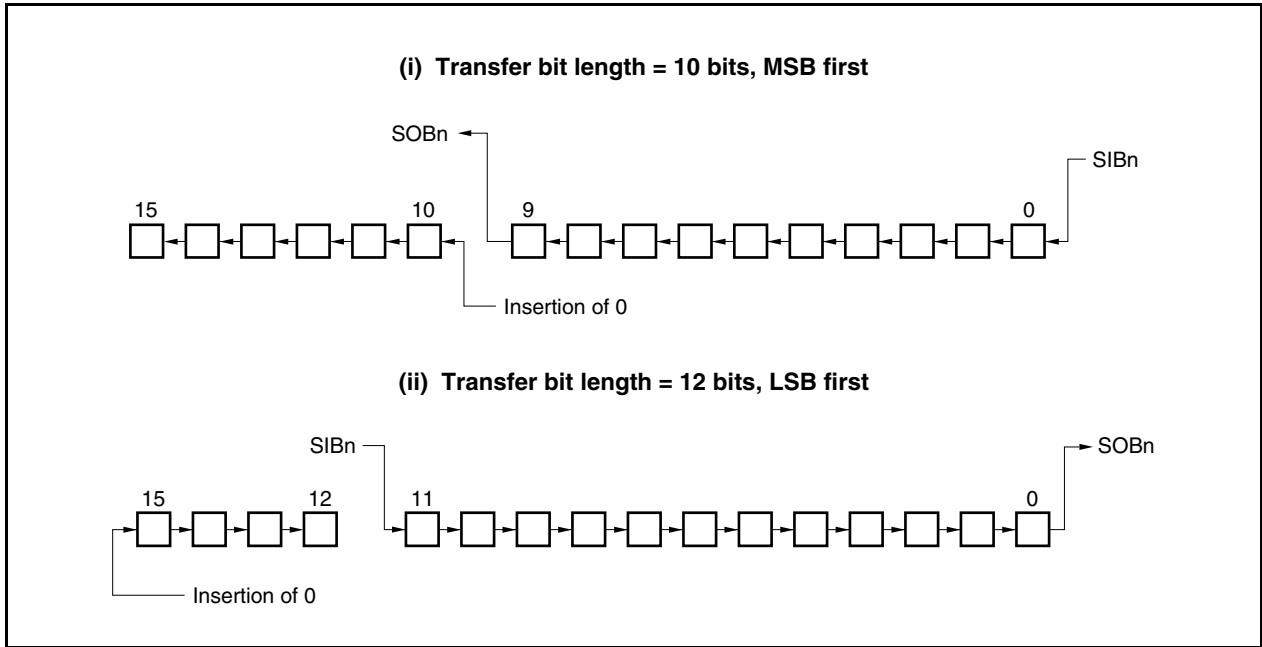 (i) Transfer bit length = 10 bits, MSB first
SOBn
SIBn
15
10
9
0
Insertion of 0
(ii) Transfer bit length = 12 bits, LSB first
SIBn
SOBn
15
12
11
0
Insertion of 0